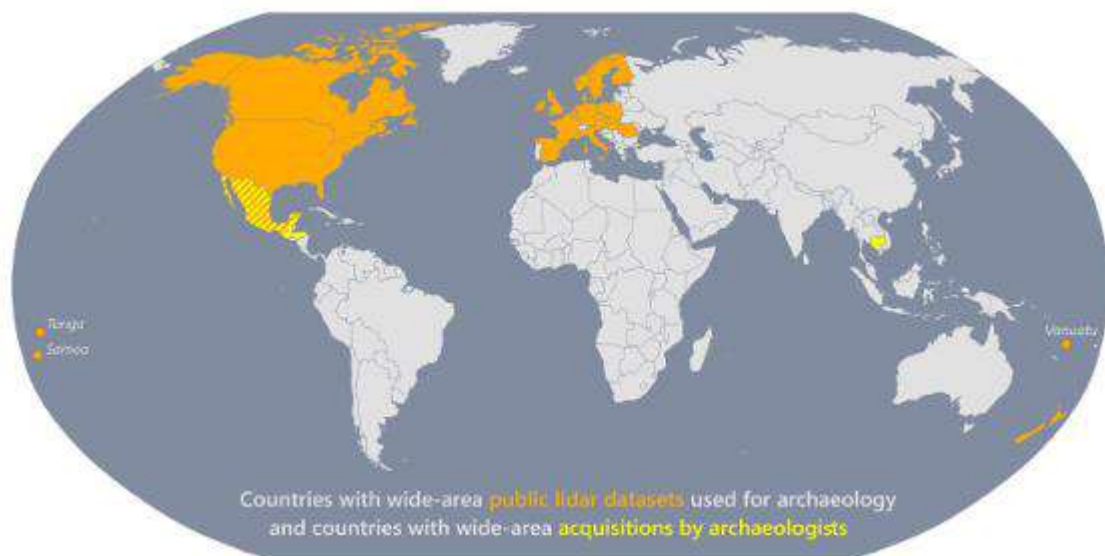 Tonga
Samoa
Vanuatu
Countries with wide-area public lidar datasets used for archaeology
and countries with wide-area acquisitions by archaeologists